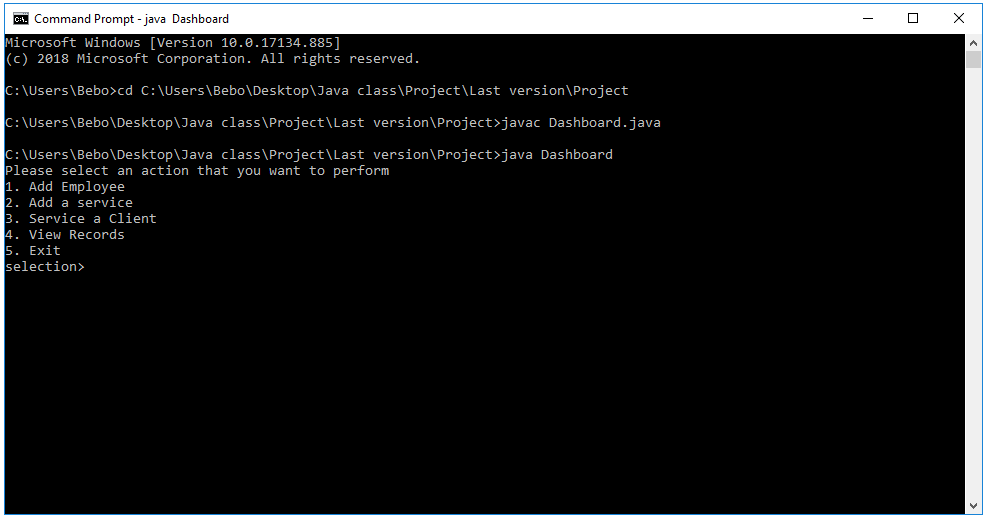 Command Prompt - java  Dashboard
Microsoft Windows [Version 10.0.17134.885]
(c) 2018 Microsoft Corporation. All rights reserved.
C:\Users\Bebo>cd C:\Users\Bebo\Desktop\Java class\Project\Last version\Project
C:\Users\Bebo\Desktop\Java class\Project\Last version\Project>javac Dashboard.java
C:\Users\Bebo\Desktop\Java class\Project\Last version\Project>java Dashboard
Please select an action that you want to perform
1. Add Employee
2. Add a service
3. Service a Client
4. View Records
5. Exit
selection>